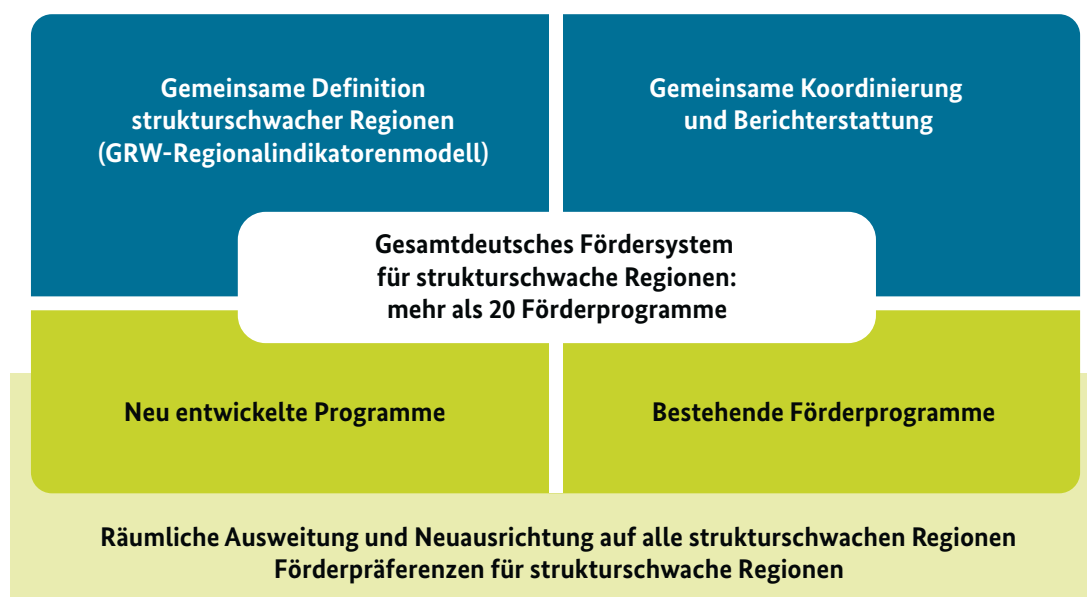 Gemeinsame Definition
strukturschwacher Regionen
(GRW-Regionalindikatorenmodell)
Gemeinsame Koordinierung
und Berichterstattung
Gesamtdeutsches Fördersystem
für strukturschwache Regionen:
mehr als 20 Förderprogramme
Neu entwickelte Programme
Bestehende Förderprogramme
Räumliche Ausweitung und Neuausrichtung auf alle strukturschwachen Regionen
Förderpräferenzen für strukturschwache Regionen